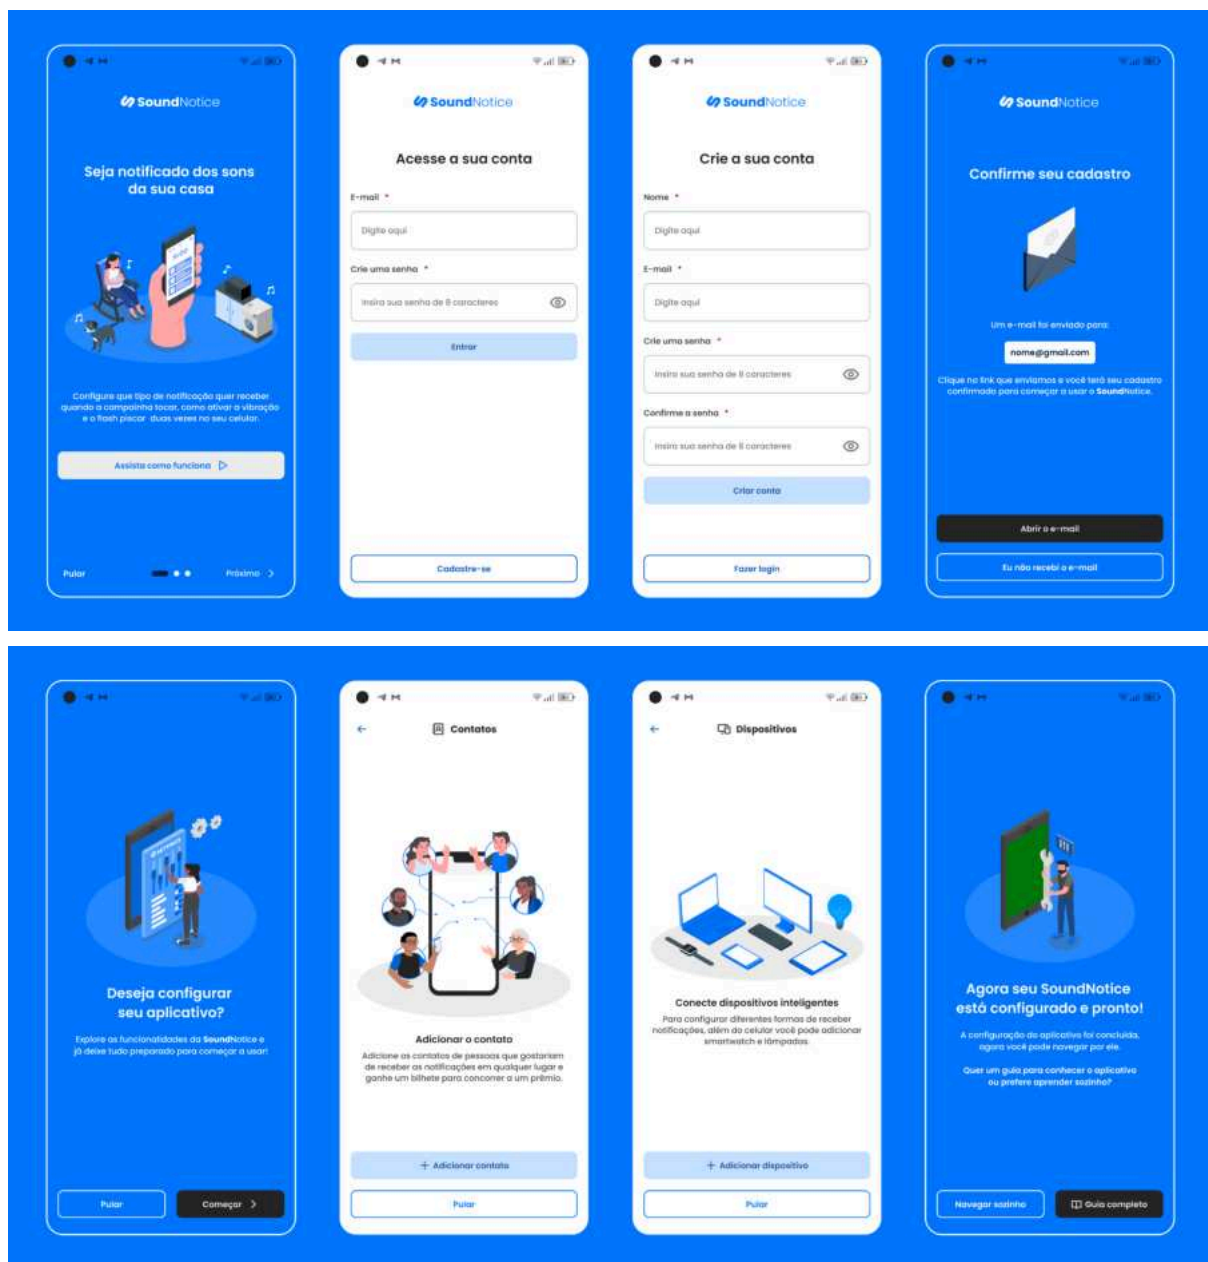 SoundNotice
Seja notificado dos sons
da sua casa
Configure que tipo de notificação quer receber
quando a campainha tocar, como ativar a vibração
e o flash piscar duas vezes no seu celular.
Assista como funciona
Pular
Próximo
SoundNotice
Acesse a sua conta
E-mail *
Digite aqui
Crie uma senha *
Insira sua senha de 8 caracteres
Entrar
Cadastre-se
SoundNotice
Crie a sua conta
Nome *
Digite aqui
E-mail *
Digite aqui
Crie uma senha *
Insira sua senha de 8 caracteres
Confirme a senha *
Insira sua senha de 8 caracteres
Criar conta
Fazer login
SoundNotice
Confirme seu cadastro
Um e-mail foi enviado para:
nome@gmail.com
Clique no link que enviamos e você terá seu cadastro
confirmado para começar a usar o SoundNotice.
Abrir o e-mail
Eu não recebi o e-mail
Deseja configurar
seu aplicativo?
Explore as funcionalidades da SoundNotice e
já deixe tudo preparado para começar a usar!
Pular
Começar
Contatos
Adicionar o contato
Adicione os contatos de pessoas que gostariam
de receber as notificações em qualquer lugar e
ganhe um bilhete para concorrer a um prêmio.
+ Adicionar contato
Pular
Dispositivos
Conecte dispositivos inteligentes
Para configurar diferentes formas de receber
notificações, além do celular você pode adicionar
smartwatch e lâmpadas.
+ Adicionar dispositivo
Pular
Agora seu SoundNotice
está configurado e pronto!
A configuração do aplicativo foi concluída,
agora você pode navegar por ele.
Quer um guia para conhecer o aplicativo
ou prefere aprender sozinho?
Navegar sozinho
Guia completo